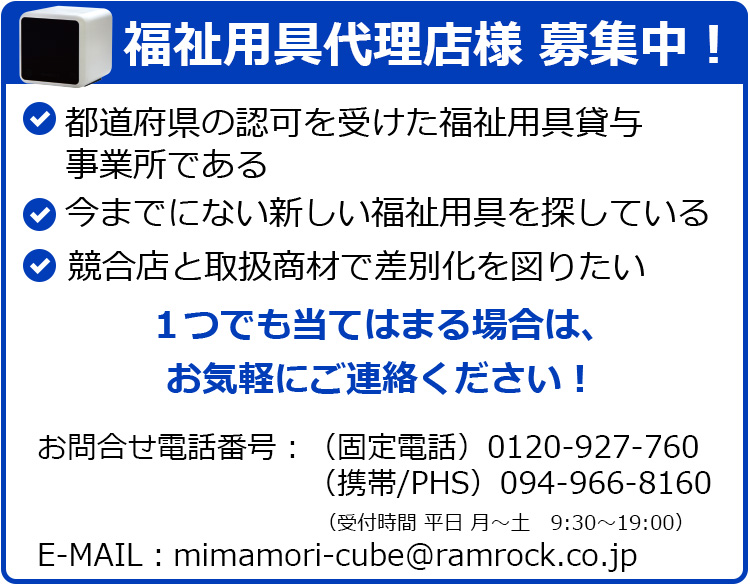 福祉用具代理店様 募集中！
都道府県の認可を受けた福祉用具貸与
事業所である
今までにない新しい福祉用具を探している
競合店と取扱商材で差別化を図りたい
１つでも当てはまる場合は、
お気軽にご連絡ください！
お問合せ電話番号：（固定電話）0120-927-760
（携帯/PHS）094-966-8160
（受付時間 平日 月～土　9:30～19:00）
E-MAIL：mimamori-cube@ramrock.co.jp